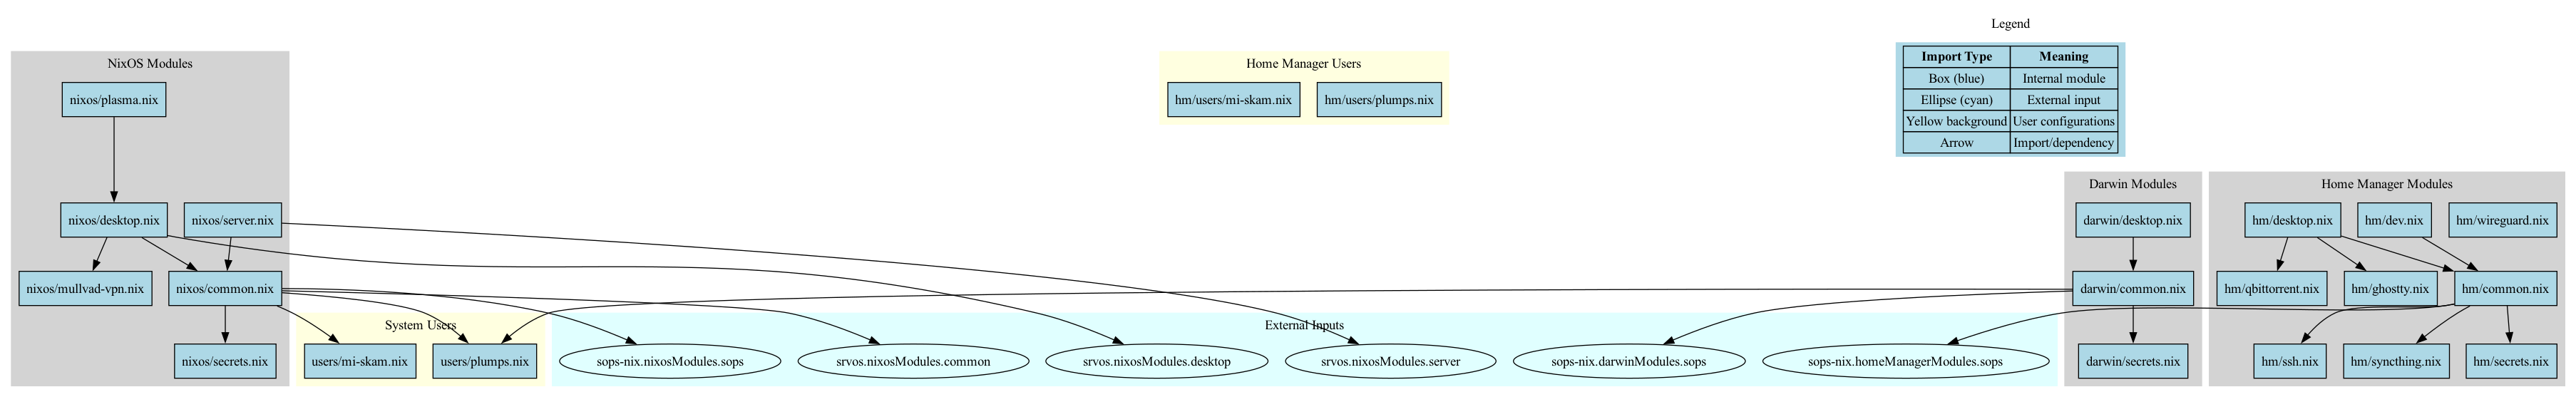 Legend
Import Type Meaning
Box (blue) Internal module
Ellipse (cyan) External input
Yellow background User configurations
Arrow Import/dependency
NixOS Modules
nixos/plasma.nix
nixos/desktop.nix
nixos/server.nix
nixos/mullvad-vpn.nix
nixos/common.nix
nixos/secrets.nix
Home Manager Users
hm/users/mi-skam.nix
hm/users/plumps.nix
System Users
users/mi-skam.nix
users/plumps.nix
External Inputs
sops-nix.nixosModules.sops
srvos.nixosModules.common
srvos.nixosModules.desktop
srvos.nixosModules.server
sops-nix.darwinModules.sops
sops-nix.homeManagerModules.sops
Darwin Modules
darwin/desktop.nix
darwin/common.nix
darwin/secrets.nix
Home Manager Modules
hm/desktop.nix
hm/dev.nix
hm/wireguard.nix
hm/qbittorrent.nix
hm/ghostty.nix
hm/common.nix
hm/ssh.nix
hm/syncthing.nix
hm/secrets.nix